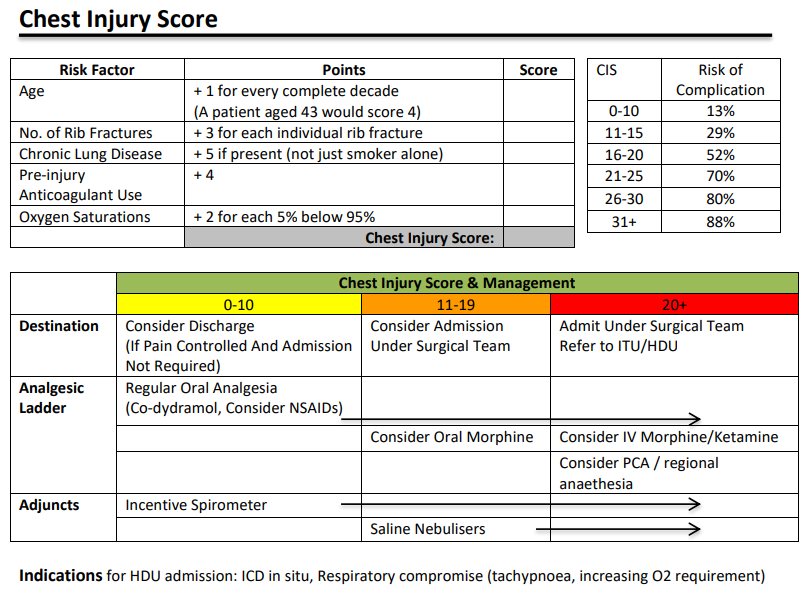 Chest Injury Score
Risk Factor Points Score
Age + 1 for every complete decade
(A patient aged 43 would score 4)
No. of Rib Fractures + 3 for each individual rib fracture
Chronic Lung Disease + 5 if present (not just smoker alone)
Pre-injury + 4
Anticoagulant Use
Oxygen Saturations + 2 for each 5% below 95%
Chest Injury Score:
CIS Risk of
Complication
0-10 13%
11-15 29%
16-20 52%
21-25 70%
26-30 80%
31+ 88%
Chest Injury Score & Management
0-10 11-19 20+
Destination Consider Discharge Consider Admission Admit Under Surgical Team
(If Pain Controlled And Admission Under Surgical Team Refer to ITU/HDU
Not Required)
Analgesic Regular Oral Analgesia
Ladder (Co-dydramol, Consider NSAIDs)
Consider Oral Morphine Consider IV Morphine/Ketamine
Consider PCA / regional
anaethesia
Adjuncts Incentive Spirometer
Saline Nebulisers
Indications for HDU admission: ICD in situ, Respiratory compromise (tachypnoea, increasing O2 requirement)